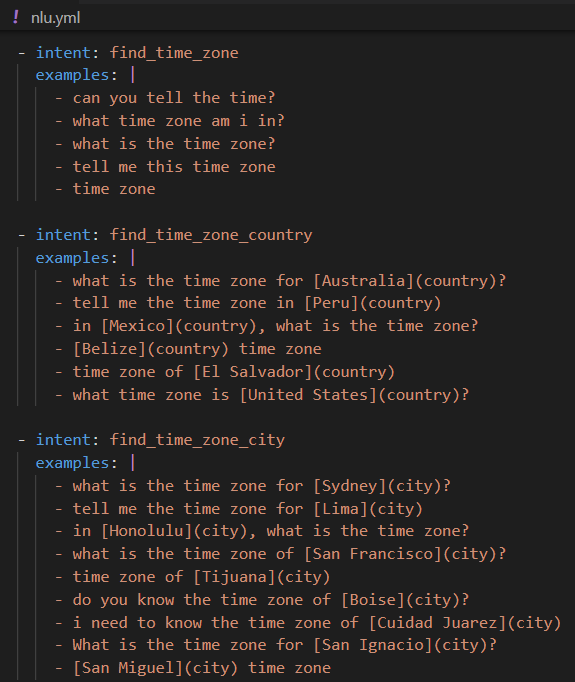 ! nlu.yml
- intent: find_time_zone
examples: |
- can you tell the time?
- what time zone am i in?
- what is the time zone?
- tell me this time zone
- time zone
- intent: find_time_zone_country
examples: |
- what is the time zone for [Australia](country)?
- tell me the time zone in [Peru](country)
- in [Mexico](country), what is the time zone?
- [Belize](country) time zone
- time zone of [El Salvador](country)
- what time zone is [United States](country)?
- intent: find_time_zone_city
examples: |
- what is the time zone for [Sydney](city)?
- tell me the time zone for [Lima](city)
- in [Honolulu](city), what is the time zone?
- what is the time zone of [San Francisco](city)?
- time zone of [Tijuana](city)
- do you know the time zone of [Boise](city)?
- i need to know the time zone of [Cuidad Juarez](city)
- What is the time zone for [San Ignacio](city)?
- [San Miguel](city) time zone